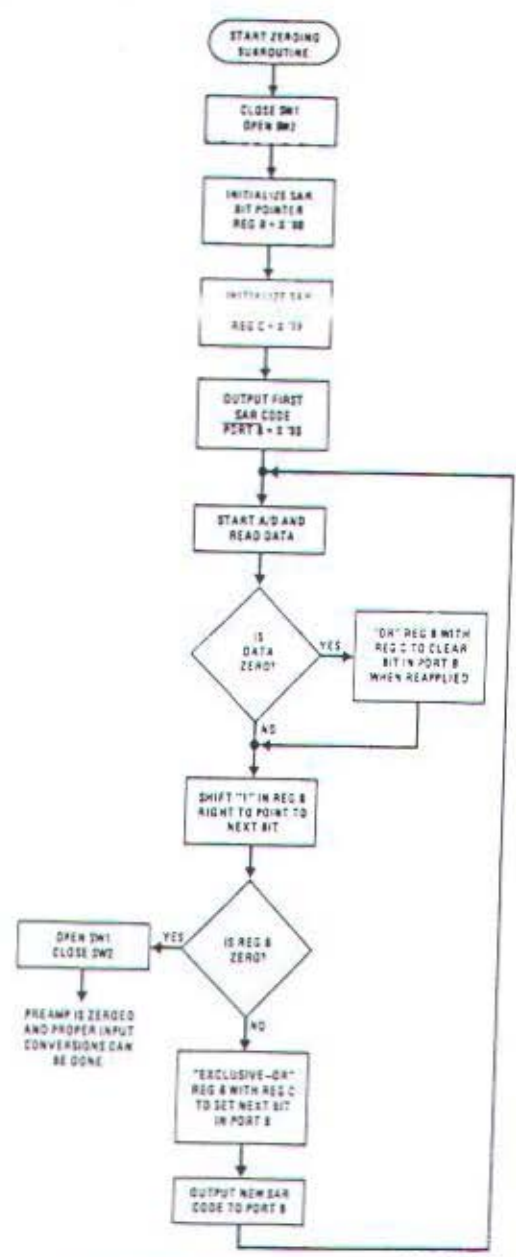 START ZEROING
SUBROUTINE
CLOSE SW1
OPEN SW2
INITIALIZE SAR
BIT POINTER
REG B =
INITIALIZE SAR
REG C =
OUTPUT FIRST
SAR CODE
PORT B =
START A/D AND
READ DATA
IS
DATA
ZERO?
YES
"OR" REG B WITH
REG C TO CLEAR
BIT IN PORT B
WHEN REAPPLIED
NO
SHIFT "1" IN REG B
RIGHT TO POINT TO
NEXT BIT
IS REG B
ZERO?
YES
OPEN SW1
CLOSE SW2
PREAMP IS ZEROED
AND PROPER INPUT
CONVERSIONS CAN
BE DONE
NO
"EXCLUSIVE-OR"
REG B WITH REG C
TO SET NEXT BIT
IN PORT B
OUTPUT NEW SAR
CODE TO PORT B